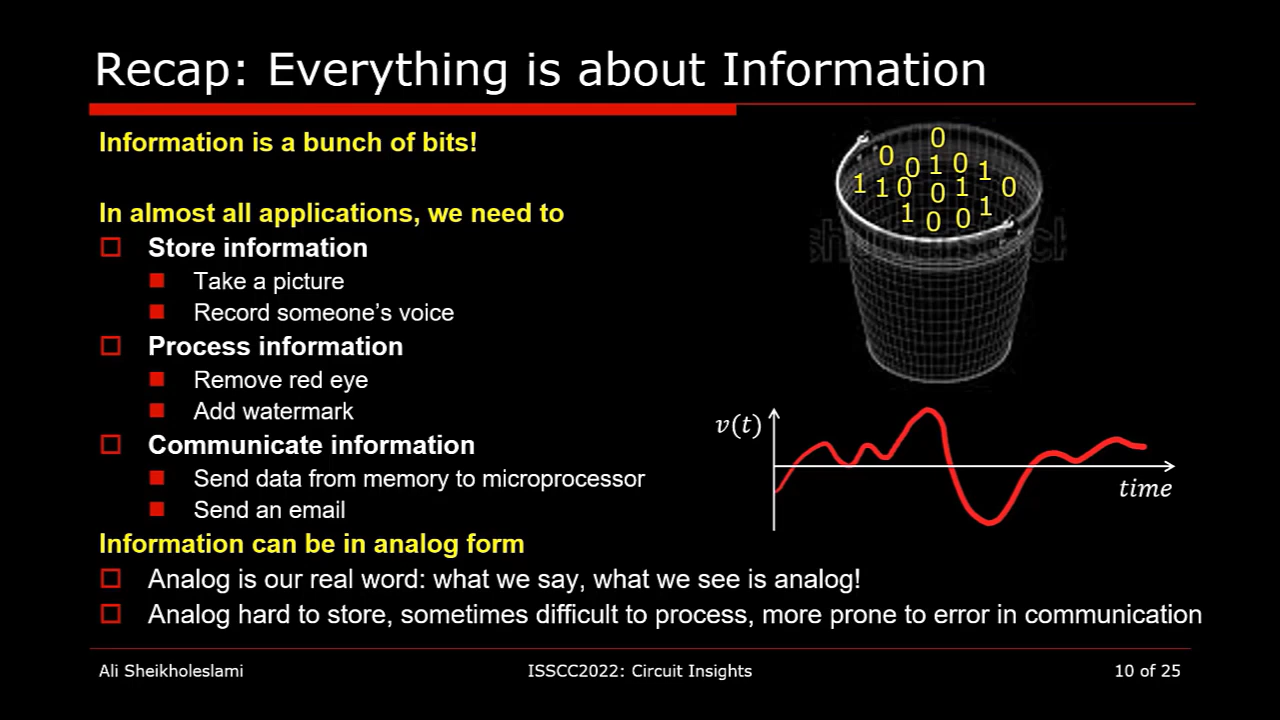 Recap: Everything is about Information
Information is a bunch of bits!
In almost all applications, we need to
Store information
Take a picture
Record someone's voice
Process information
Remove red eye
Add watermark
Communicate information
Send data from memory to microprocessor
Send an email
Information can be in analog form
Analog is our real word: what we say, what we see is analog!
Analog hard to store, sometimes difficult to process, more prone to error in communication
0
0 0 1 0 1
1 1 0 0 1 0
1 0 0 1
v(t)
time
Ali Sheikholeslami
ISSCC2022: Circuit Insights
10 of 25